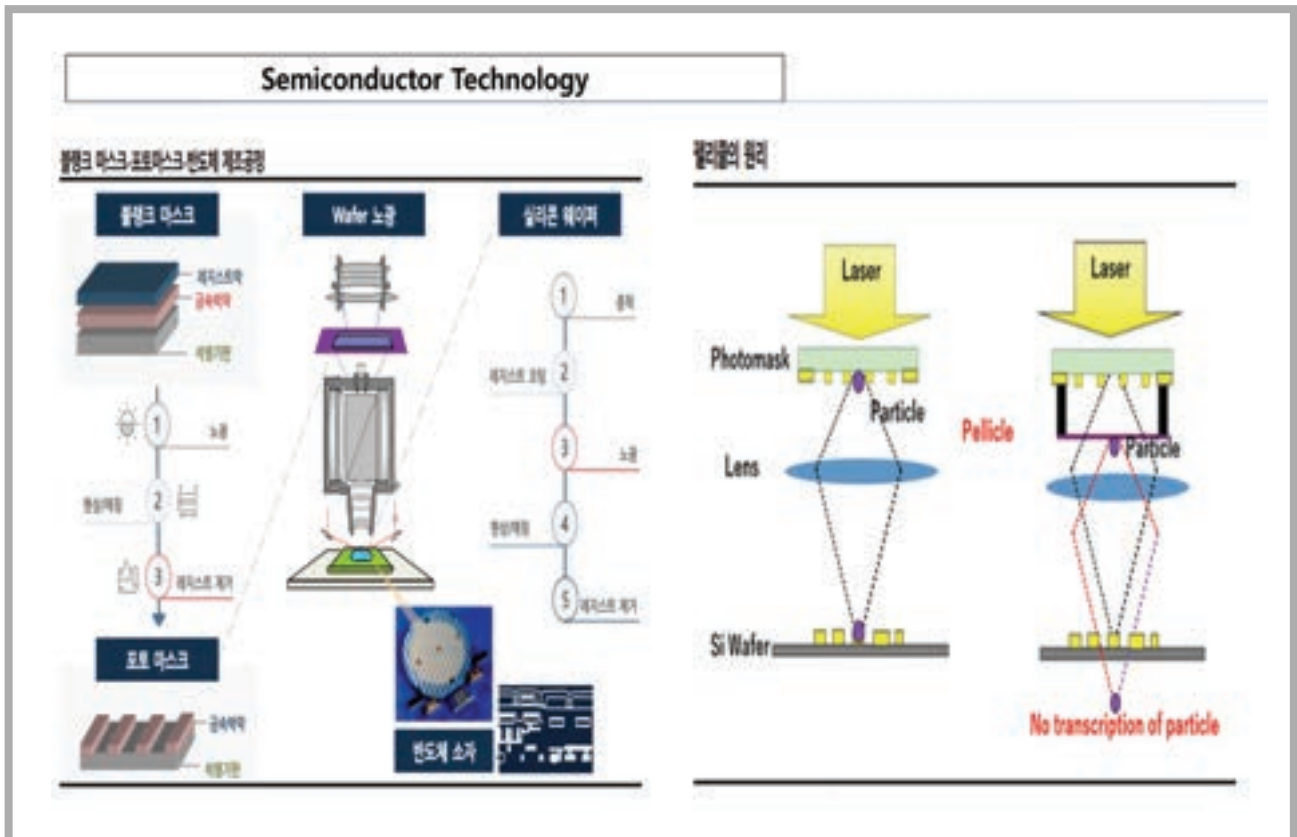 Semiconductor Technology
블랭크 마스크·포토마스크·반도체 제조공정
블랭크 마스크
레지스트막
금속박막
석영기판
1
노광
2
현상/에칭
3
레지스트 제거
포토 마스크
금속박막
석영기판
Wafer 노광
반도체 소자
실리콘 웨이퍼
1
증착
레지스트 코팅
2
3
노광
4
현상/에칭
5
레지스트 제거
펠리클의 원리
Laser
Photomask
Particle
Lens
Si Wafer
Laser
Pellicle
Particle
No transcription of particle